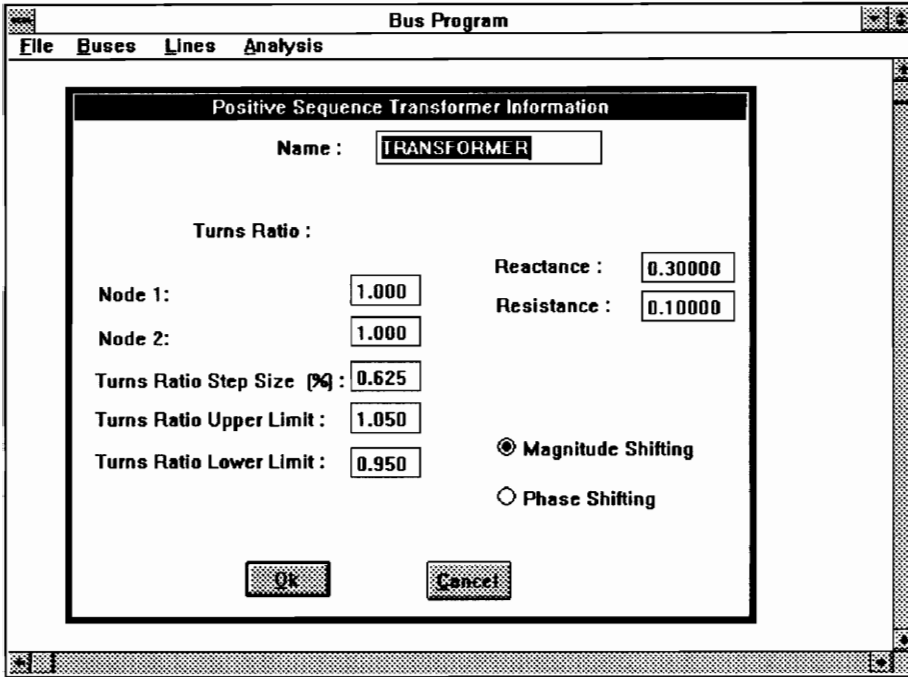 Bus Program
File Buses Lines Analysis
Positive Sequence Transformer Information
Name : TRANSFORMER
Turns Ratio :
Reactance : 0.30000
Node 1: 1.000
Resistance : 0.10000
Node 2: 1.000
Turns Ratio Step Size (%) : 0.625
Turns Ratio Upper Limit : 1.050
Magnitude Shifting
Turns Ratio Lower Limit : 0.950
Phase Shifting
Ok Cancel